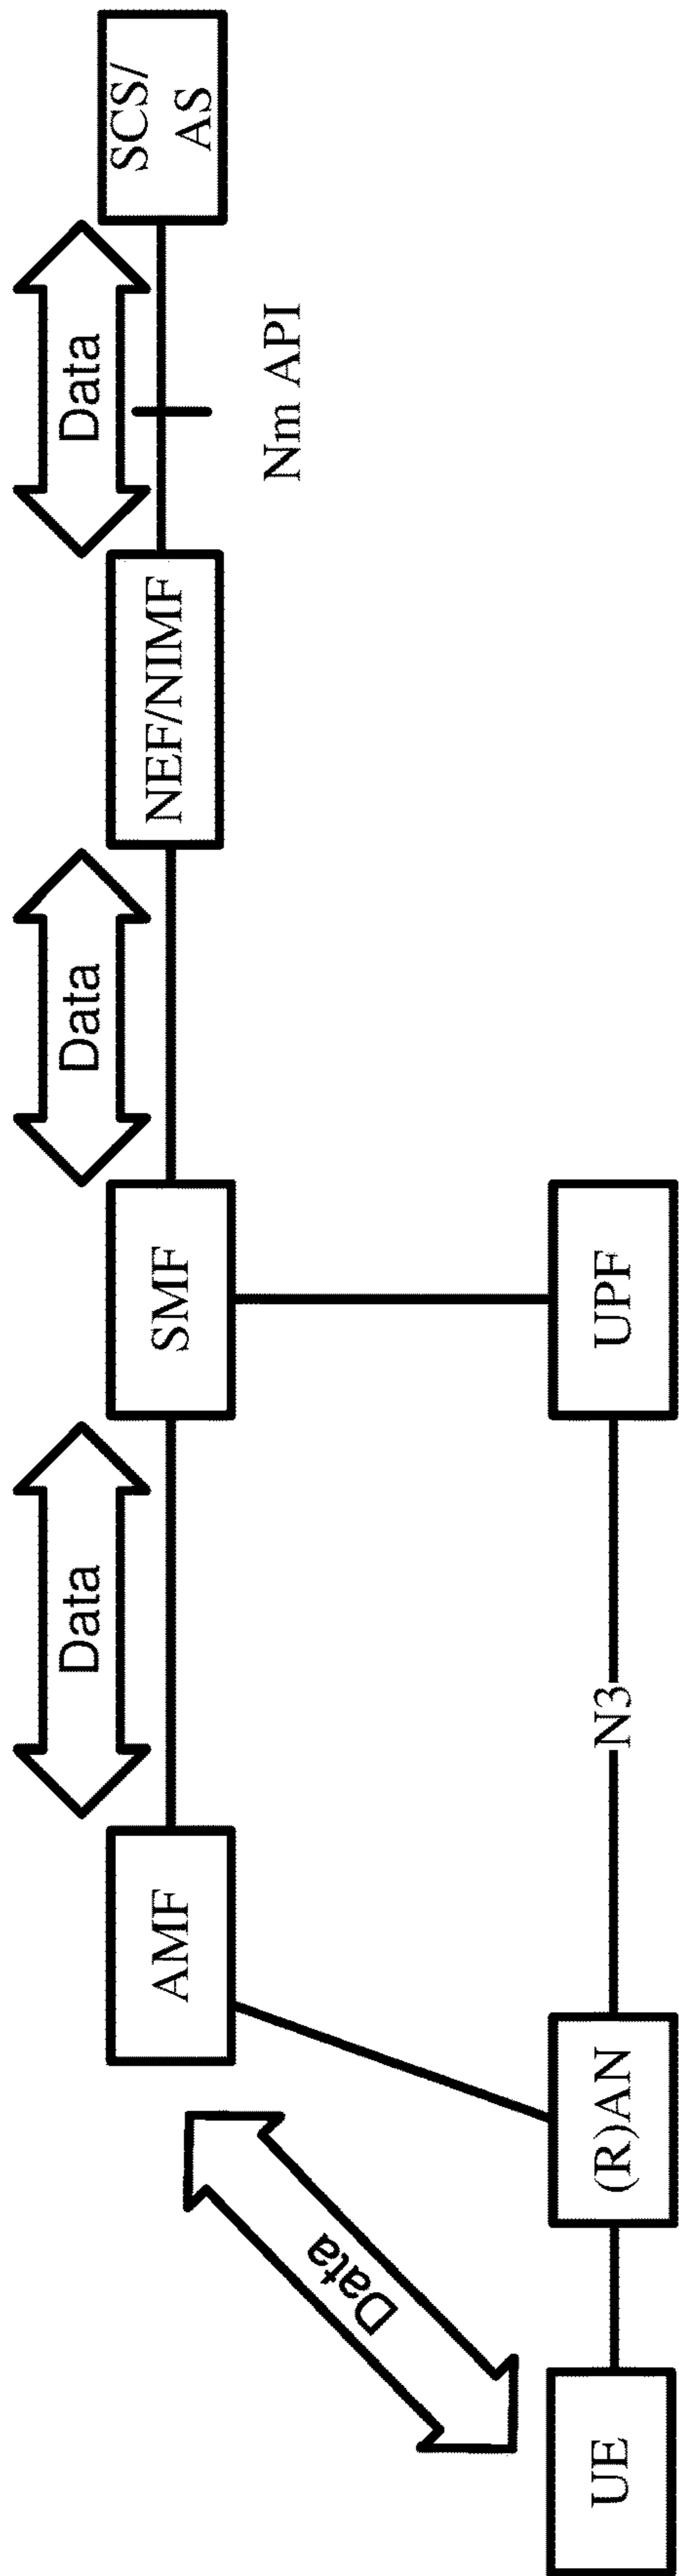 Data
Data
Data
AMF
SMF
NEF/NIMF
SCS/
AS
Nm API
Data
UE
(R)AN
N3
UPF